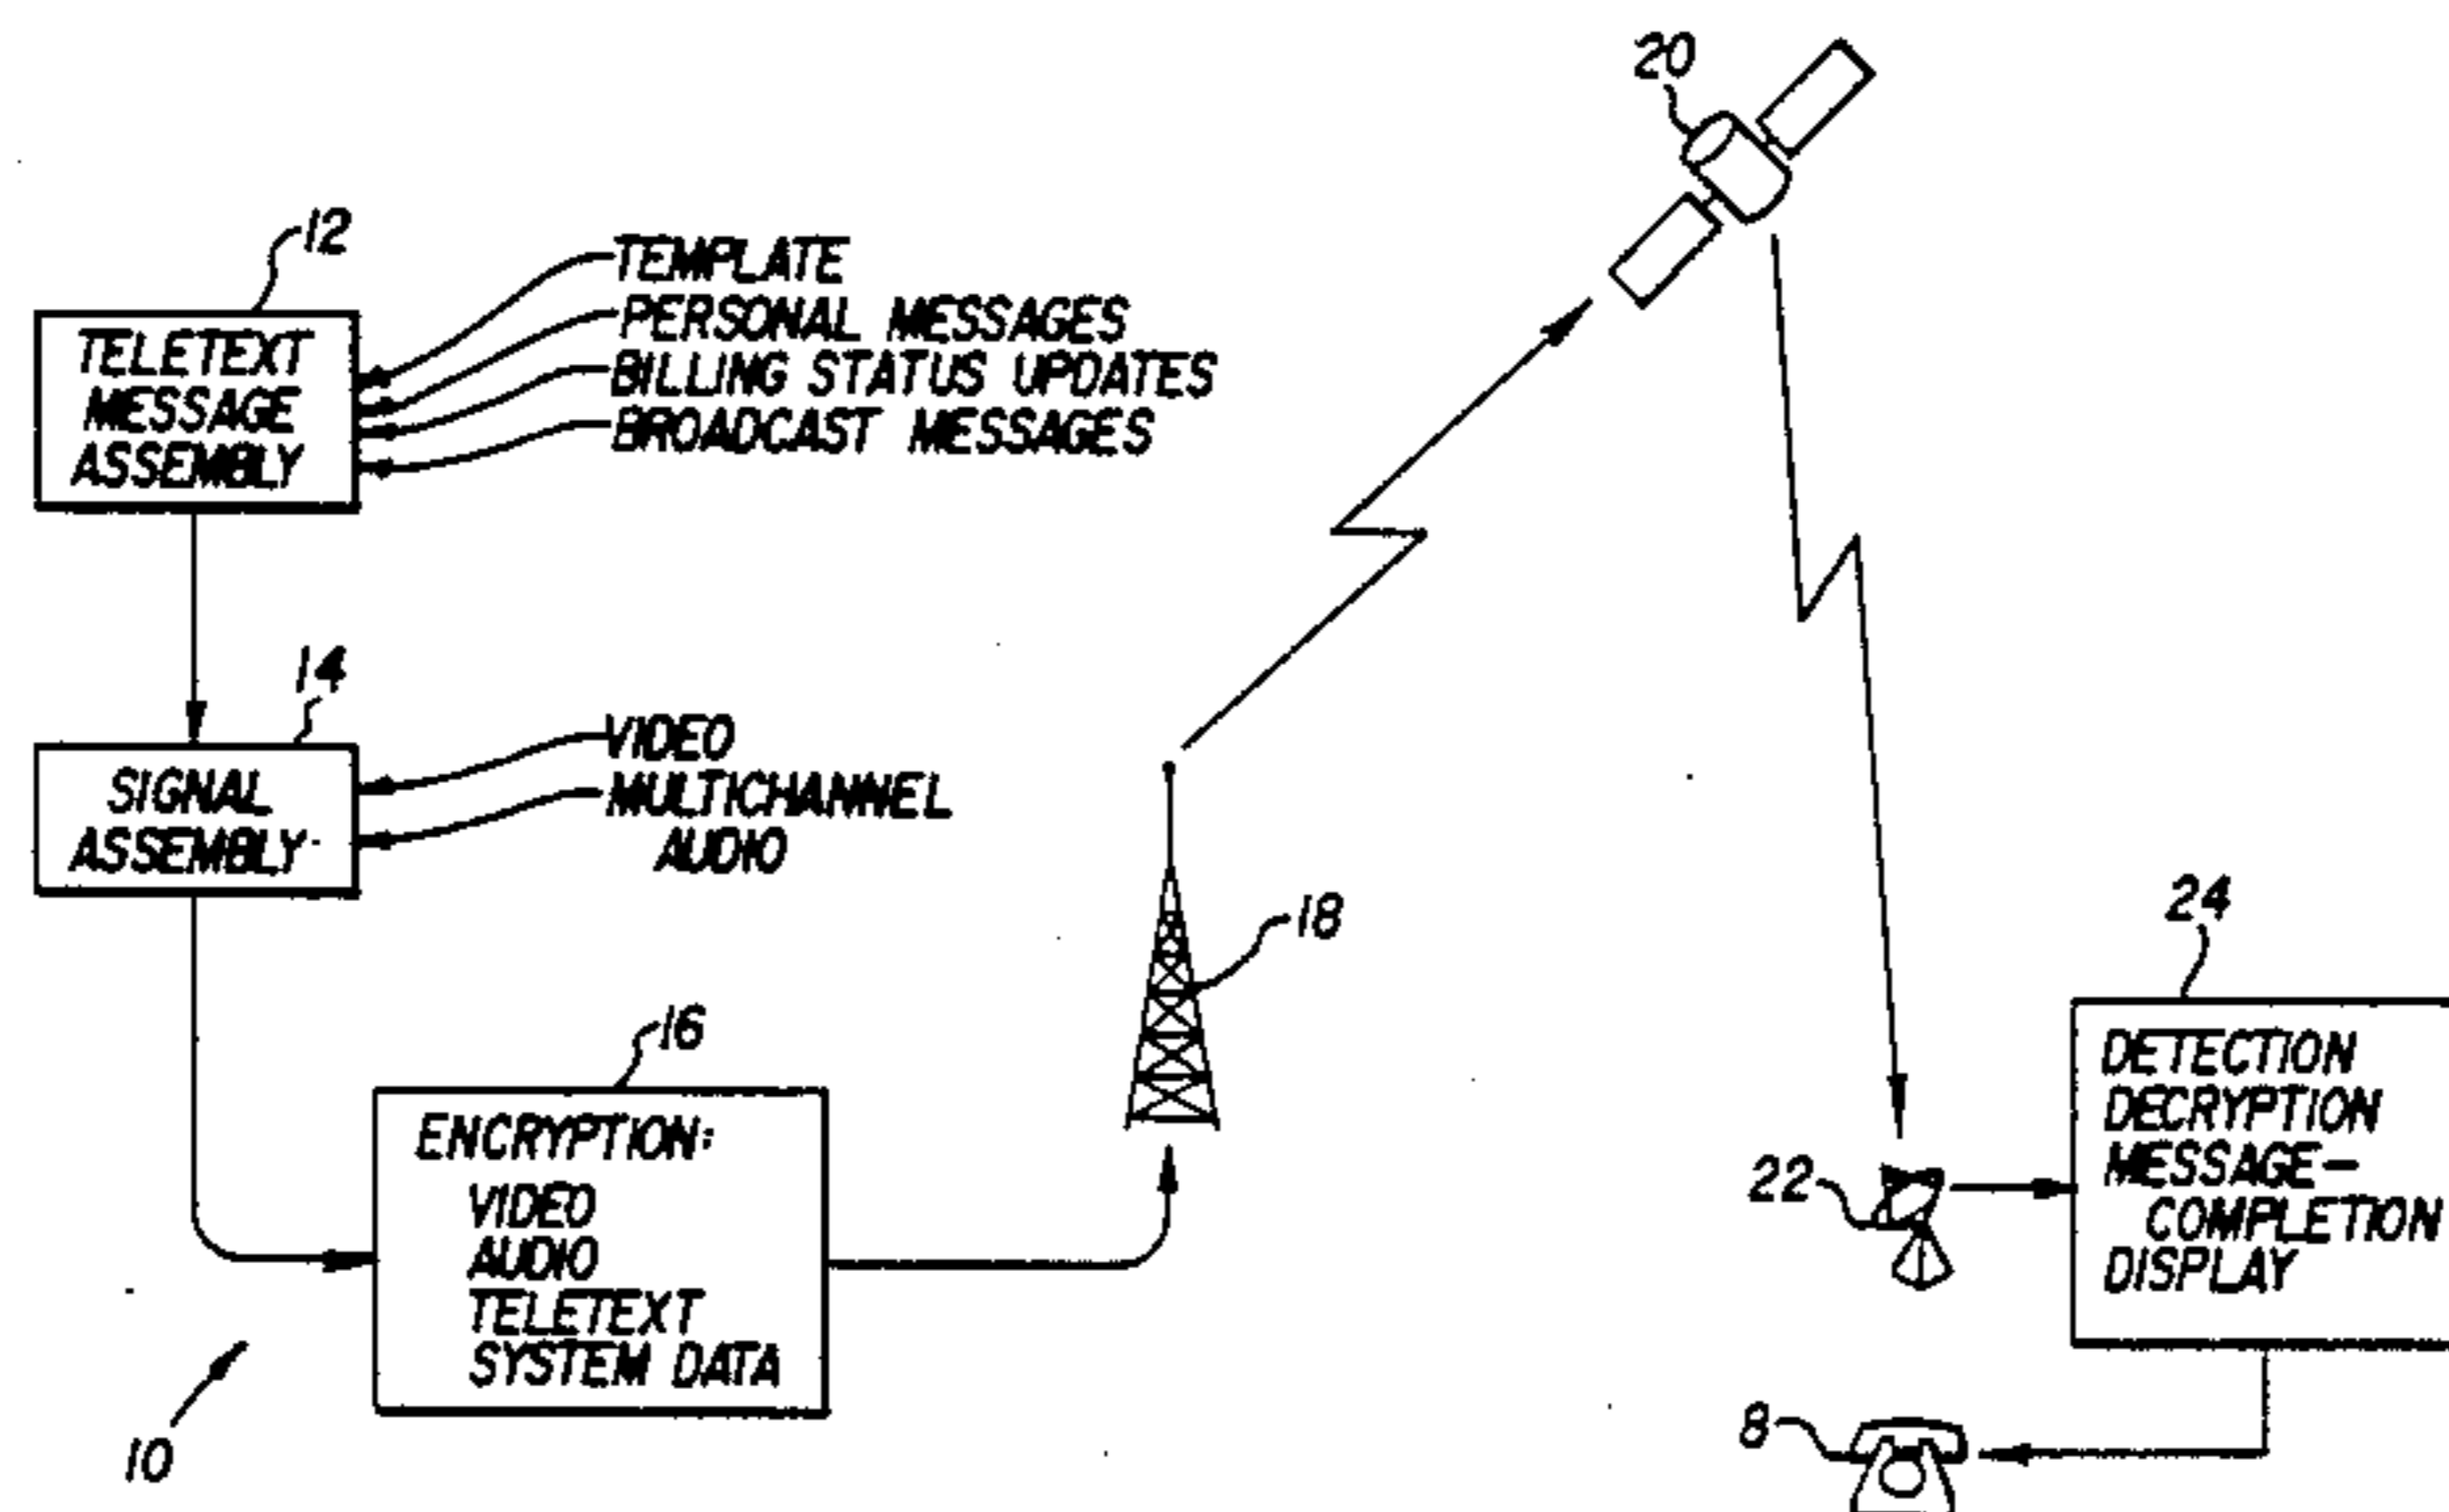 20
12
TEMPLATE
PERSONAL MESSAGES
BILLING STATUS UPDATES
BROADCAST MESSAGES
TELETEXT
MESSAGE
ASSEMBLY
14
VIDEO
MULTICHANNEL
AUDIO
SIGNAL
ASSEMBLY
18
24
16
ENCRYPTION:
VIDEO
AUDIO
TELETEXT
SYSTEM DATA
DETECTION
DECRYPTION
MESSAGE-
COMPLETION
DISPLAY
22
8
10